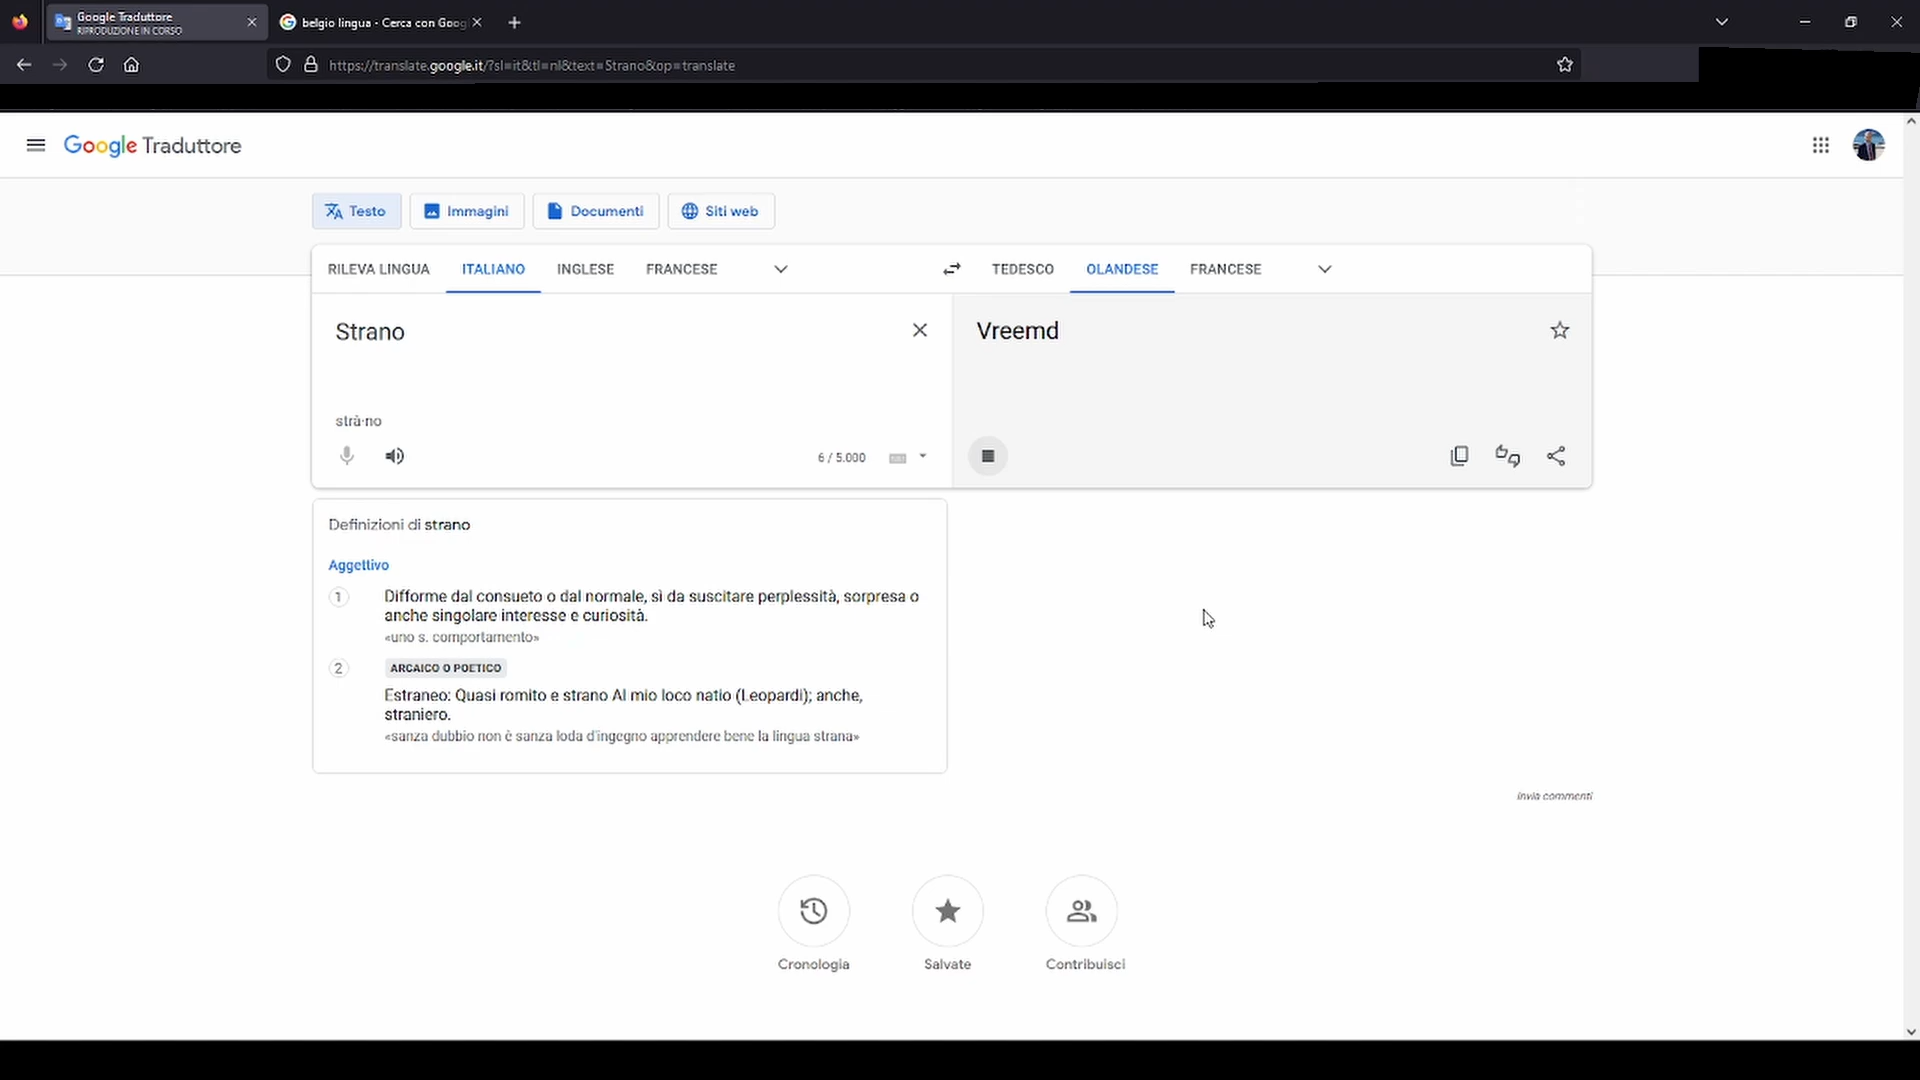 Google Traduttore
RIPRODUZIONE IN CORSO
belgio lingua - Cerca con Goog
https://translate.google.it/?sl=it&tl=nl&text=Strano&op=translate
Google Traduttore
Testo
Immagini
Documenti
Siti web
RILEVA LINGUA
ITALIANO
INGLESE
FRANCESE
TEDESCO
OLANDESE
FRANCESE
Strano
Vreemd
strà·no
6 / 5.000
Definizioni di strano
Aggettivo
1
Difforme dal consueto o dal normale, sì da suscitare perplessità, sorpresa o
anche singolare interesse e curiosità.
«uno s. comportamento»
2
ARCAICO O POETICO
Estraneo: Quasi romito e strano Al mio loco natio (Leopardi); anche,
straniero.
«sanza dubbio non è sanza loda d'ingegno apprendere bene la lingua strana»
Invia commenti
Cronologia
Salvate
Contribuisci